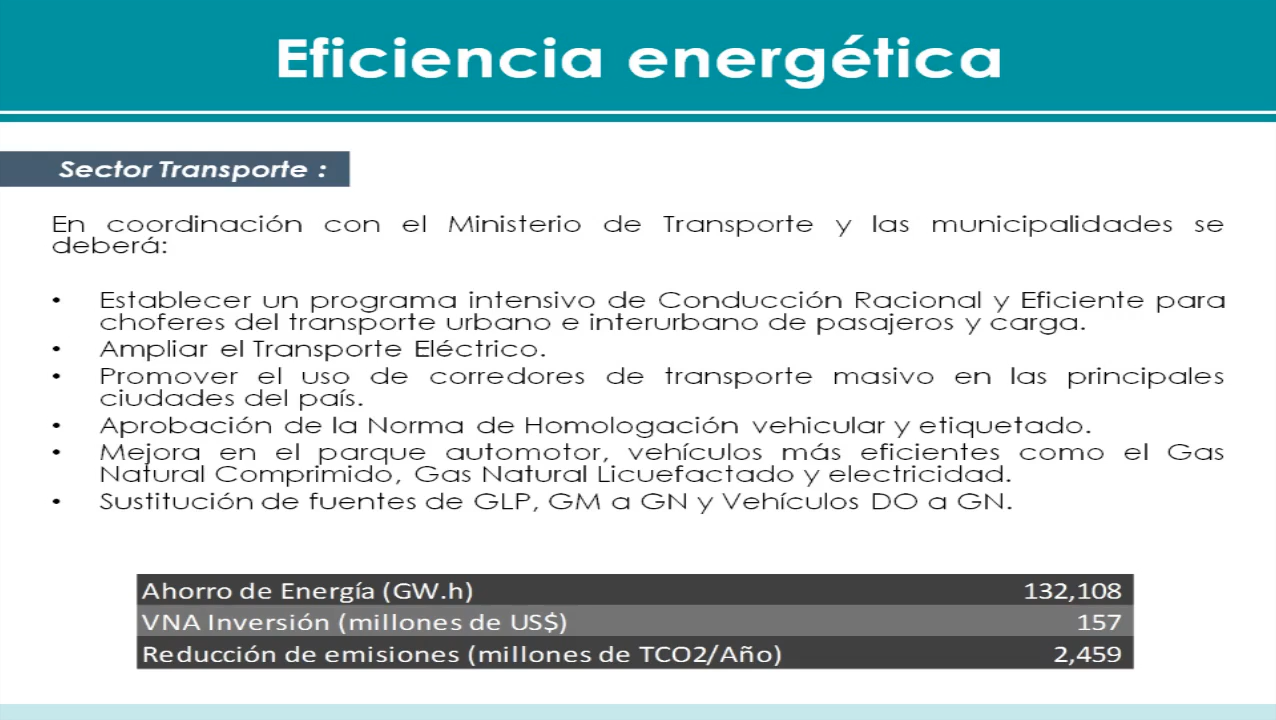 Eficiencia energética
Sector Transporte :
En coordinación con el Ministerio de Transporte y las municipalidades se
deberá:
• Establecer un programa intensivo de Conducción Racional y Eficiente para
choferes del transporte urbano e interurbano de pasajeros y carga.
• Ampliar el Transporte Eléctrico.
• Promover el uso de corredores de transporte masivo en las principales
ciudades del país.
• Aprobación de la Norma de Homologación vehicular y etiquetado.
• Mejora en el parque automotor, vehículos más eficientes como el Gas
Natural Comprimido, Gas Natural Licuefactado y electricidad.
• Sustitución de fuentes de GLP, GM a GN y Vehículos DO a GN.
Ahorro de Energía (GW.h) 132,108
VNA Inversión (millones de US$) 157
Reducción de emisiones (millones de TCO2/Año) 2,459